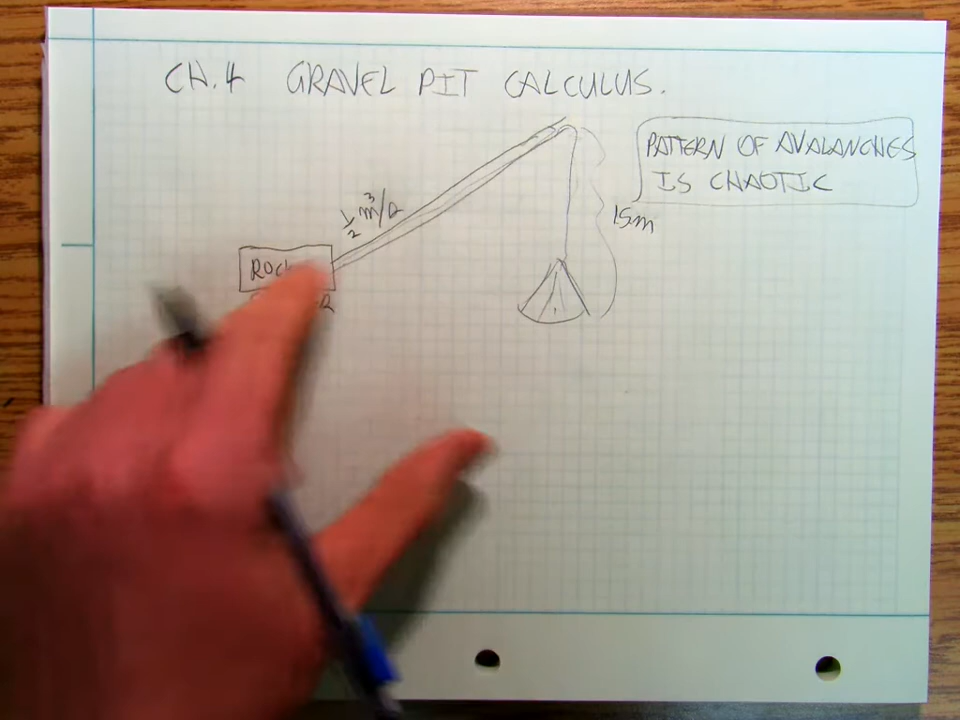 CH.4 GRAVEL PIT CALCULUS.
PATTERN OF AVALANCHES
IS CHAOTIC
½ m³/s
15m